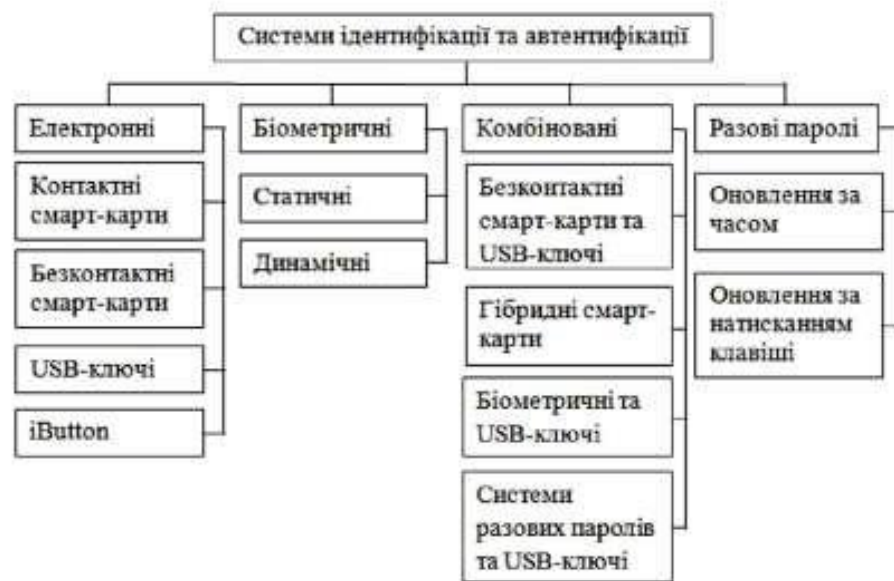 Системи ідентифікації та автентифікації
Електронні
Контактні
смарт-карти
Безконтактні
смарт-карти
USB-ключі
iButton
Біометричні
Статичні
Динамічні
Комбіновані
Безконтактні
смарт-карти та
USB-ключі
Гібридні смарт-
карти
Біометричні та
USB-ключі
Системи
разових паролів
та USB-ключі
Разові паролі
Оновлення за
часом
Оновлення за
натисканням
клавіші